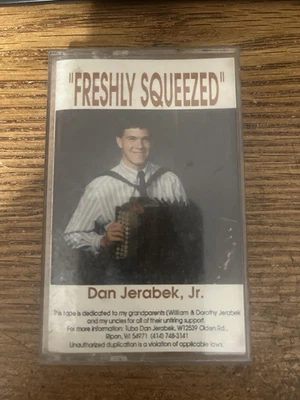 "FRESHLY SQUEEZED"
Dan Jerabek, Jr.
This tape is dedicated to my grandparents (William & Dorothy Jerabek
and my uncles for all of their untiring support.
For more information: Tuba Dan Jerabek, W12539 Olden Rd.,
Ripon, WI 54971 (414) 748-3141
Unauthorized duplication is a violation of applicable laws.